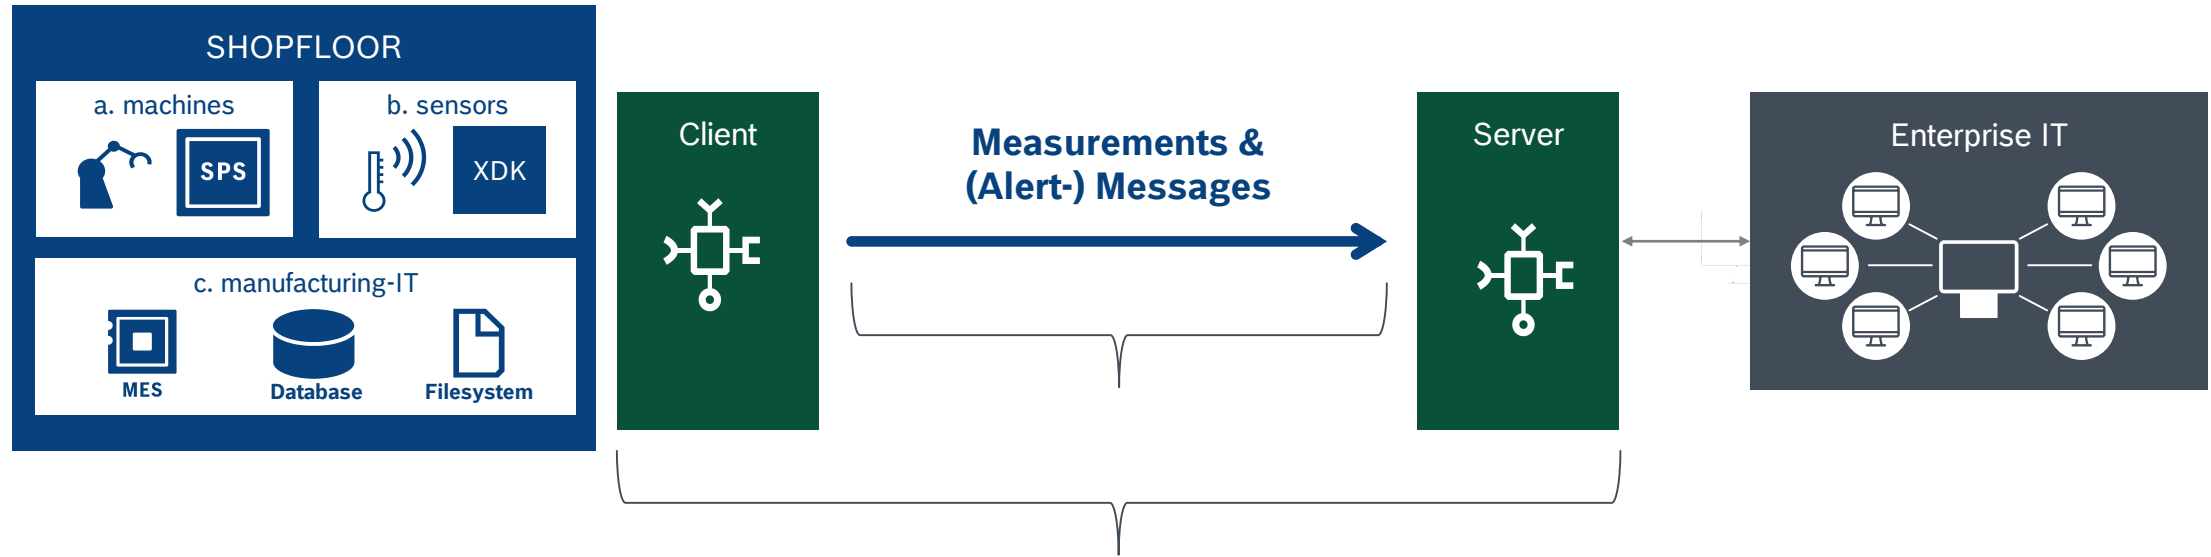 SHOPFLOOR
a. machines
SPS
b. sensors
XDK
c. manufacturing-IT
MES
Database
Filesystem
Client
Measurements &
(Alert-) Messages
Server
Enterprise IT